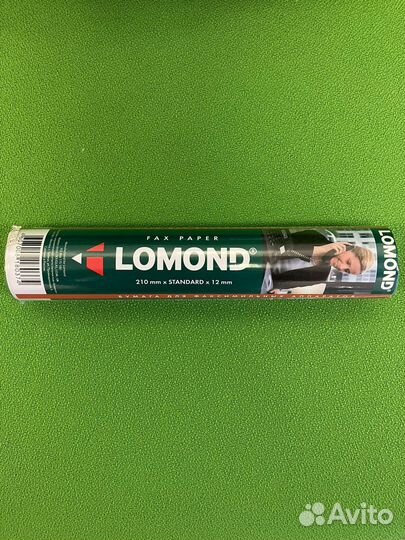 FAX PAPER
LOMOND®
210 mm x STANDARD x 12 mm
БУМАГА ДЛЯ ФАКСИМИЛЬНЫХ АППАРАТОВ
LOMOND
Avito